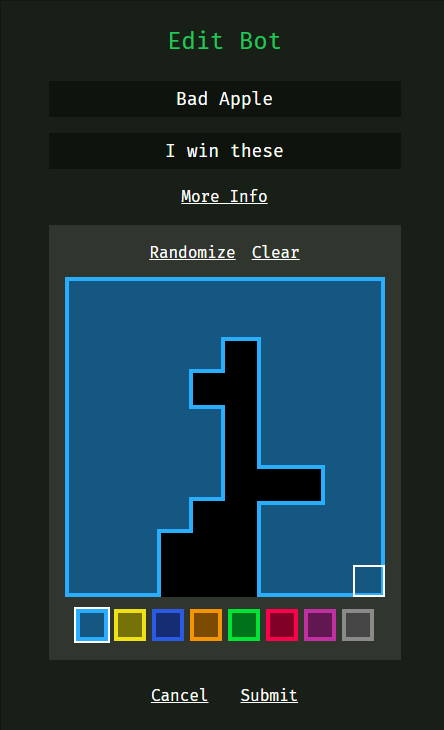 Edit Bot
Bad Apple
I win these
More Info
Randomize Clear
Cancel Submit